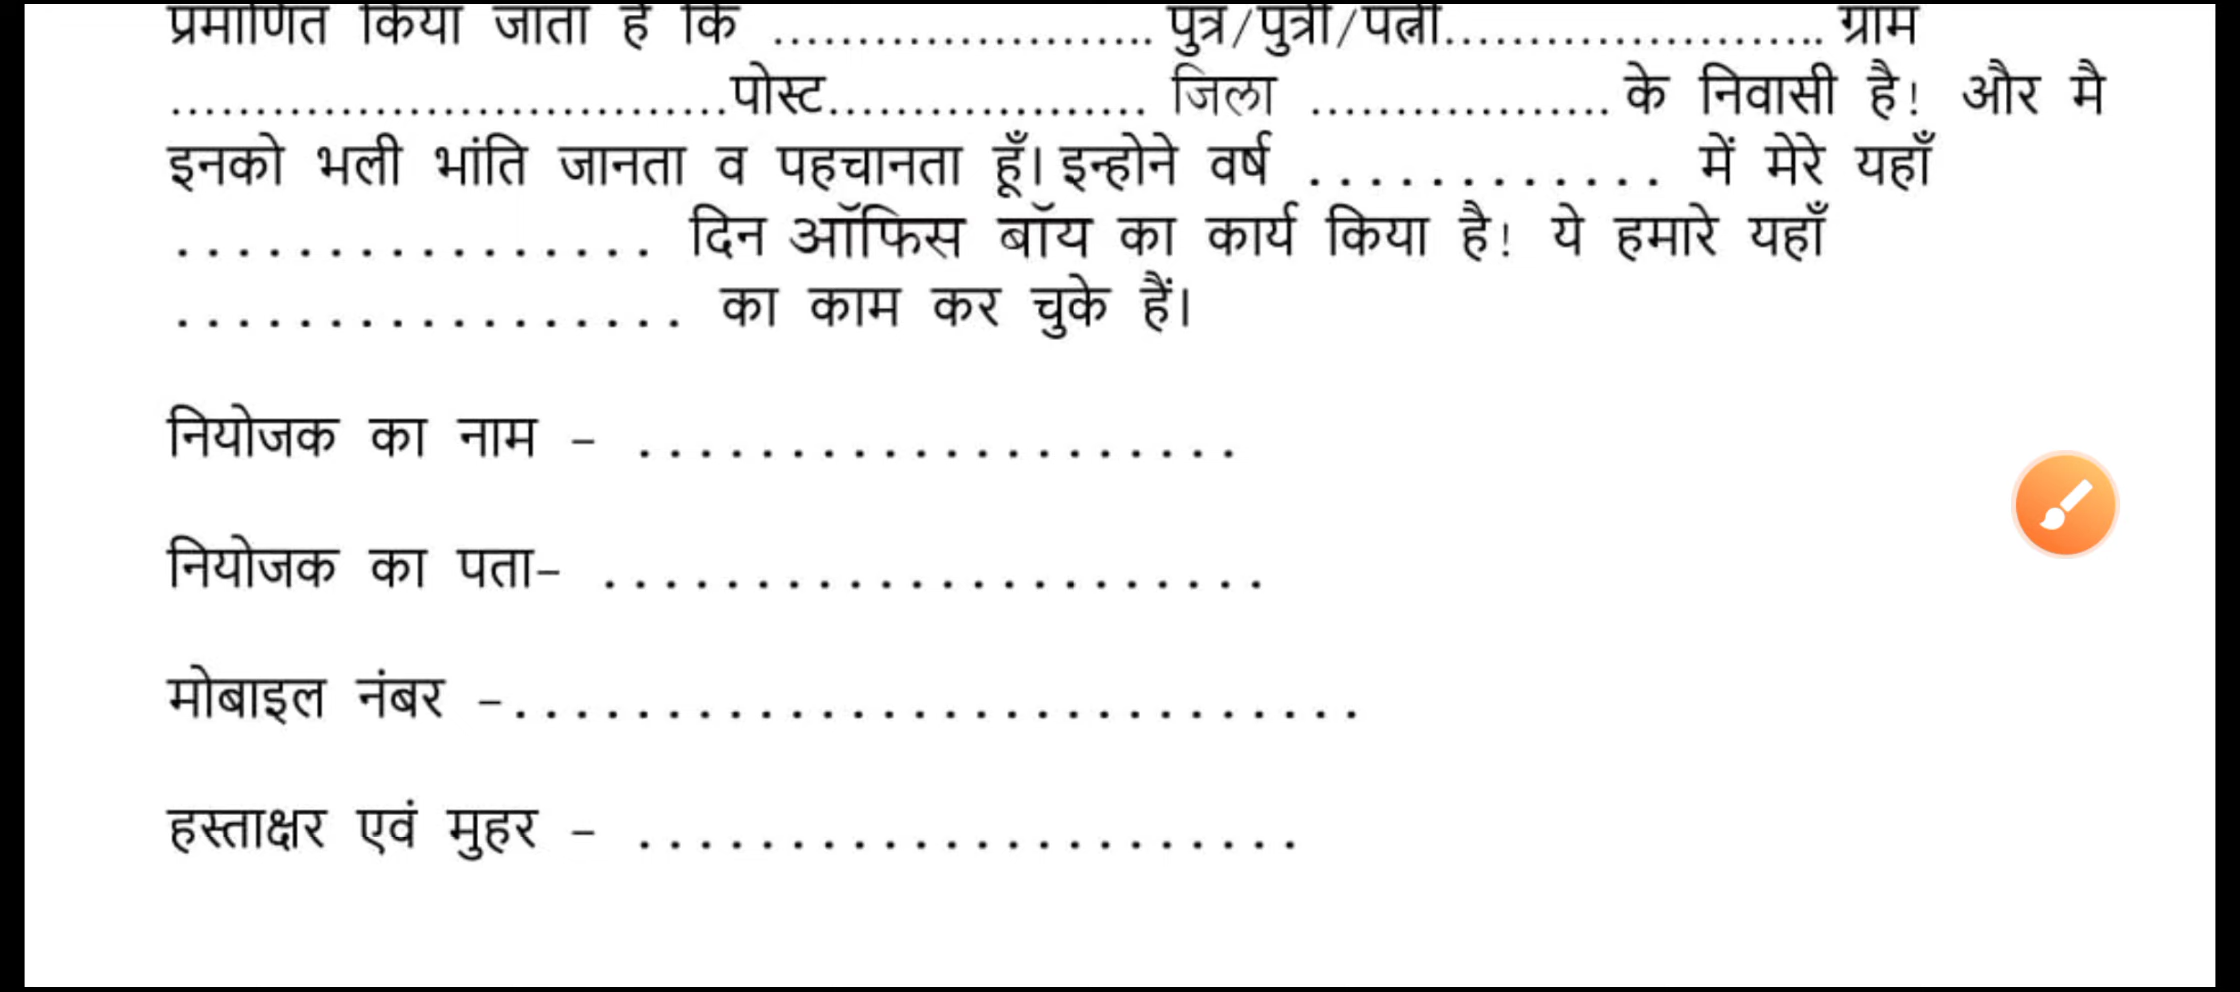 प्रमाणित किया जाता है कि ........................ पुत्र/पुत्री/पत्नी........................ ग्राम
..................................पोस्ट.................... जिला ...................के निवासी है! और मै
इनको भली भांति जानता व पहचानता हूँ। इन्होने वर्ष . . . . . . . . . . . . में मेरे यहाँ
. . . . . . . . . . . . . . . . दिन ऑफिस बॉय का कार्य किया है! ये हमारे यहाँ
. . . . . . . . . . . . . . . . . का काम कर चुके हैं।
नियोजक का नाम - . . . . . . . . . . . . . . . . . . . .
नियोजक का पता- . . . . . . . . . . . . . . . . . . . . . .
मोबाइल नंबर -. . . . . . . . . . . . . . . . . . . . . . . . . . . .
हस्ताक्षर एवं मुहर - . . . . . . . . . . . . . . . . . . . . . .